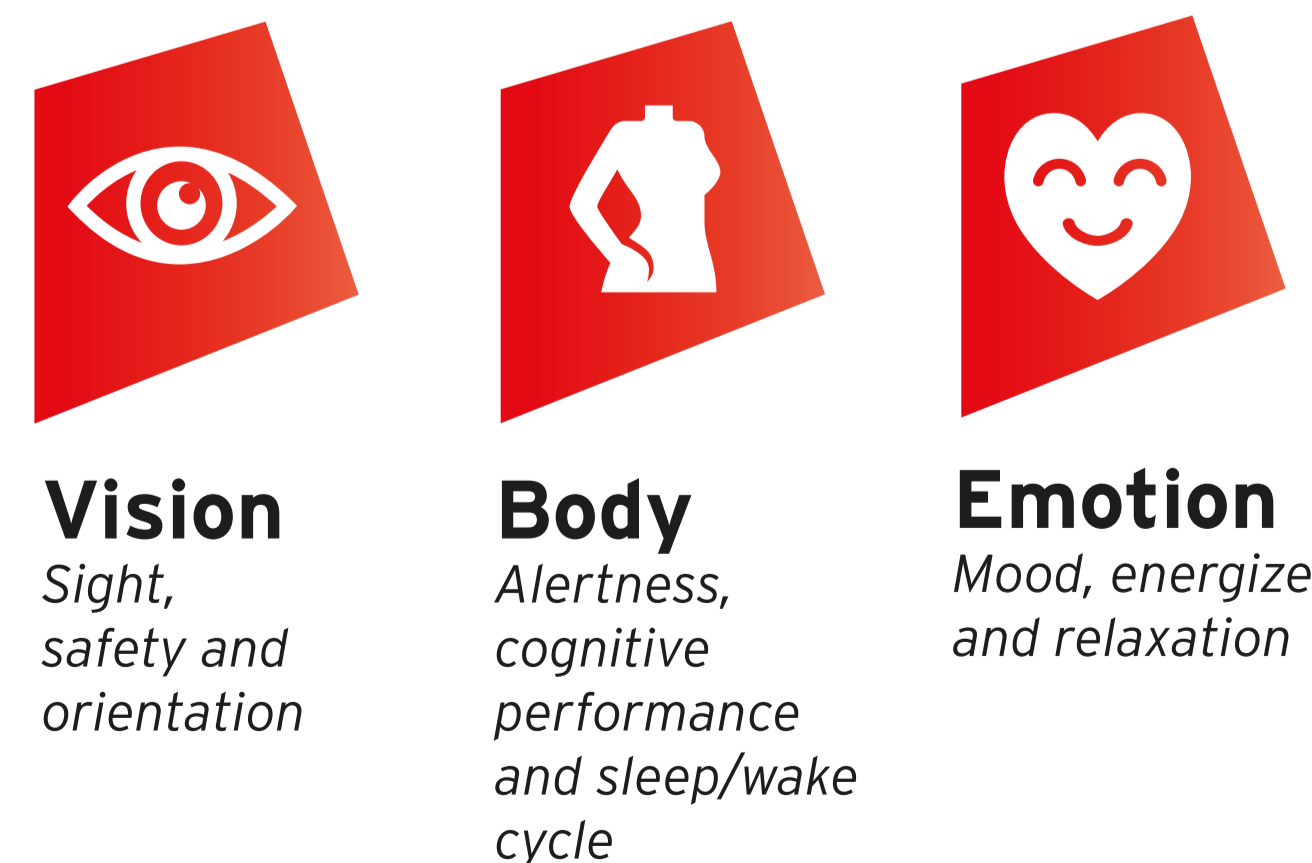 Vision
Sight,
safety and
orientation
Body
Alertness,
cognitive
performance
and sleep/wake
cycle
Emotion
Mood, energize
and relaxation